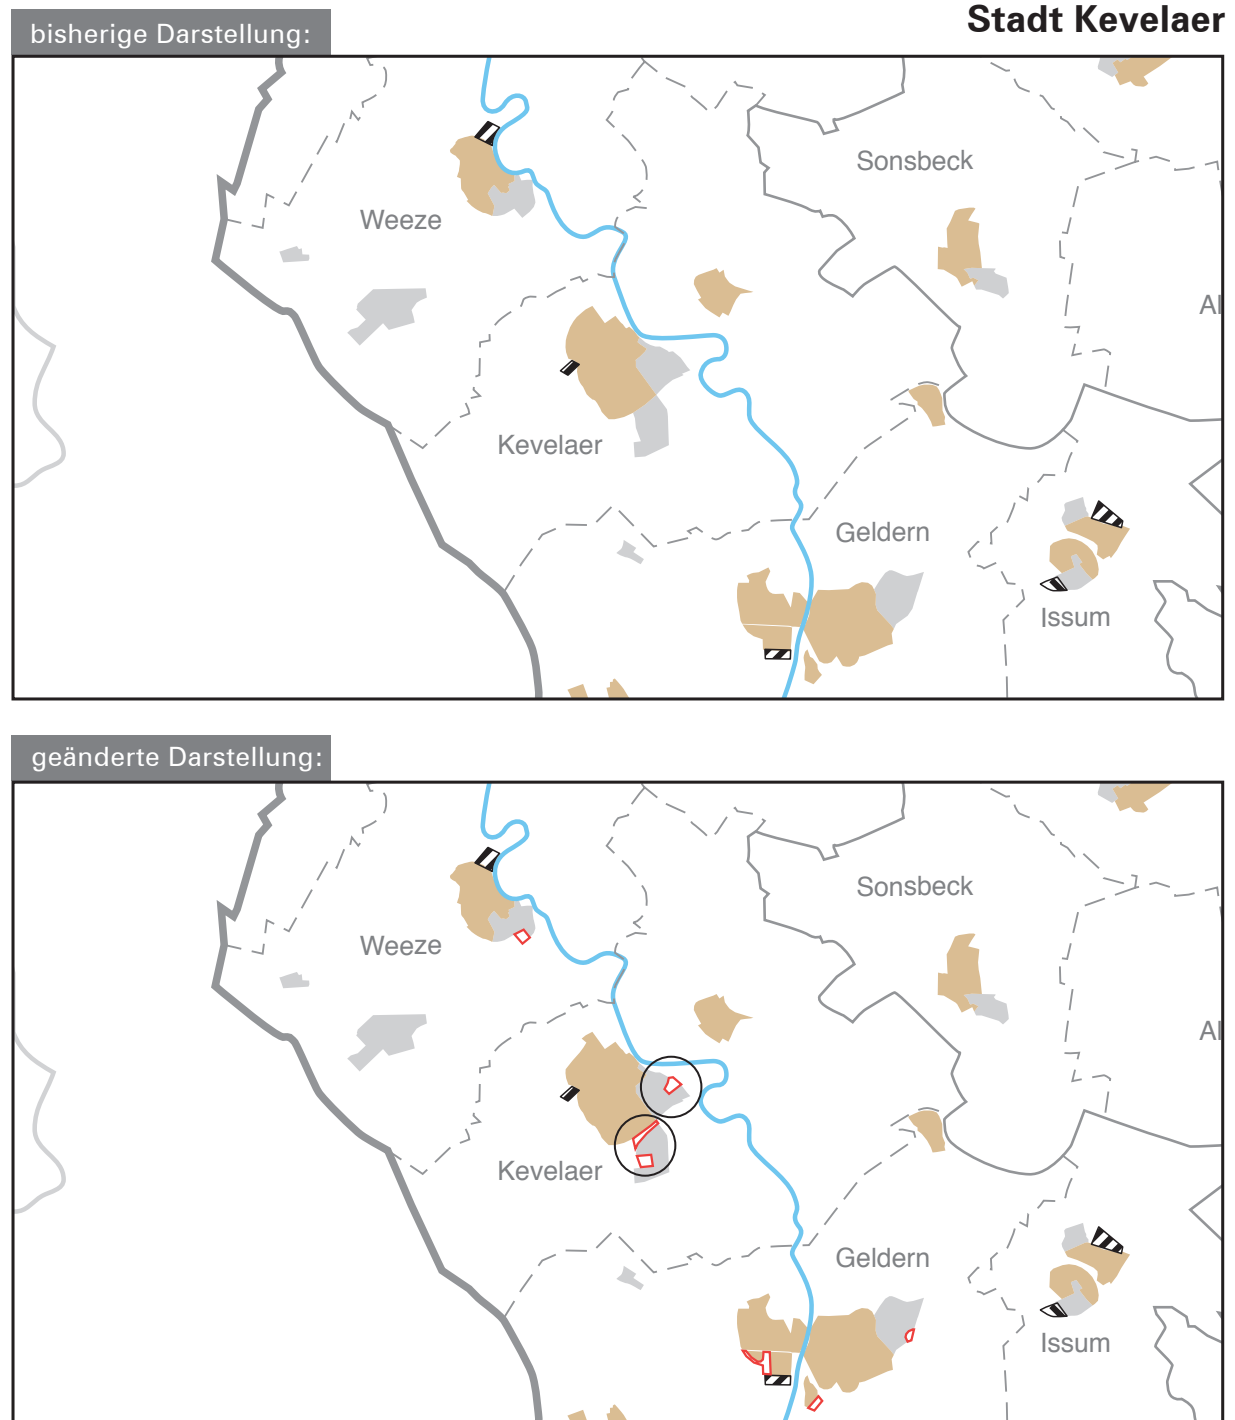 Stadt Kevelaer
bisherige Darstellung:
Sonsbeck
Weeze
Al
Kevelaer
Geldern
Issum
geänderte Darstellung:
Sonsbeck
Weeze
Al
Kevelaer
Geldern
Issum